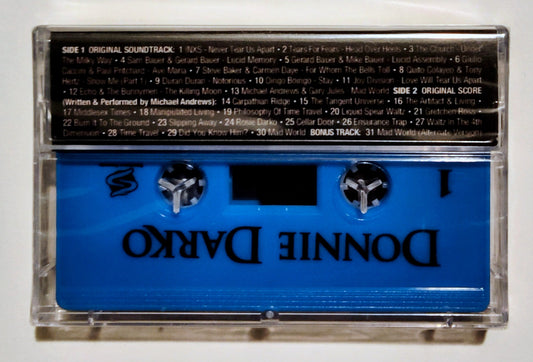 SIDE 1 ORIGINAL SOUNDTRACK: 1 INXS - Never Tear Us Apart • 2 Tears For Fears - Head Over Heels • 3 The Church - Under
The Milky Way • 4 Sam Bauer & Gerard Bauer - Lucid Memory • 5 Gerard Bauer & Mike Bauer - Lucid Assembly • 6 Giulio
Caccini & Paul Pritchard - Ave Maria • 7 Steve Baker & Carmen Daye - For Whom The Bells Toll • 8 Quito Colayco & Tony
Hertz - Show Me (Part 1) • 9 Duran Duran - Notorious • 10 Oingo Boingo - Stay • 11 Joy Division - Love Will Tear Us Apart
• 12 Echo & The Bunnymen - The Killing Moon • 13 Michael Andrews & Gary Jules - Mad World • SIDE 2 ORIGINAL SCORE
(Written & Performed by Michael Andrews): 14 Carpathian Ridge • 15 The Tangent Universe • 16 The Artifact & Living •
17 Middlesex Times • 18 Manipulated Living • 19 Philosophy Of Time Travel • 20 Liquid Spear Waltz • 21 Gretchen Ross •
22 Burn It To The Ground • 23 Slipping Away • 24 Rosie Darko • 25 Cellar Door • 26 Ensurance Trap • 27 Waltz In The 4th
Dimension • 28 Time Travel • 29 Did You Know Him? • 30 Mad World BONUS TRACK: 31 Mad World (Alternate Version)
1
DONNIE DARKO